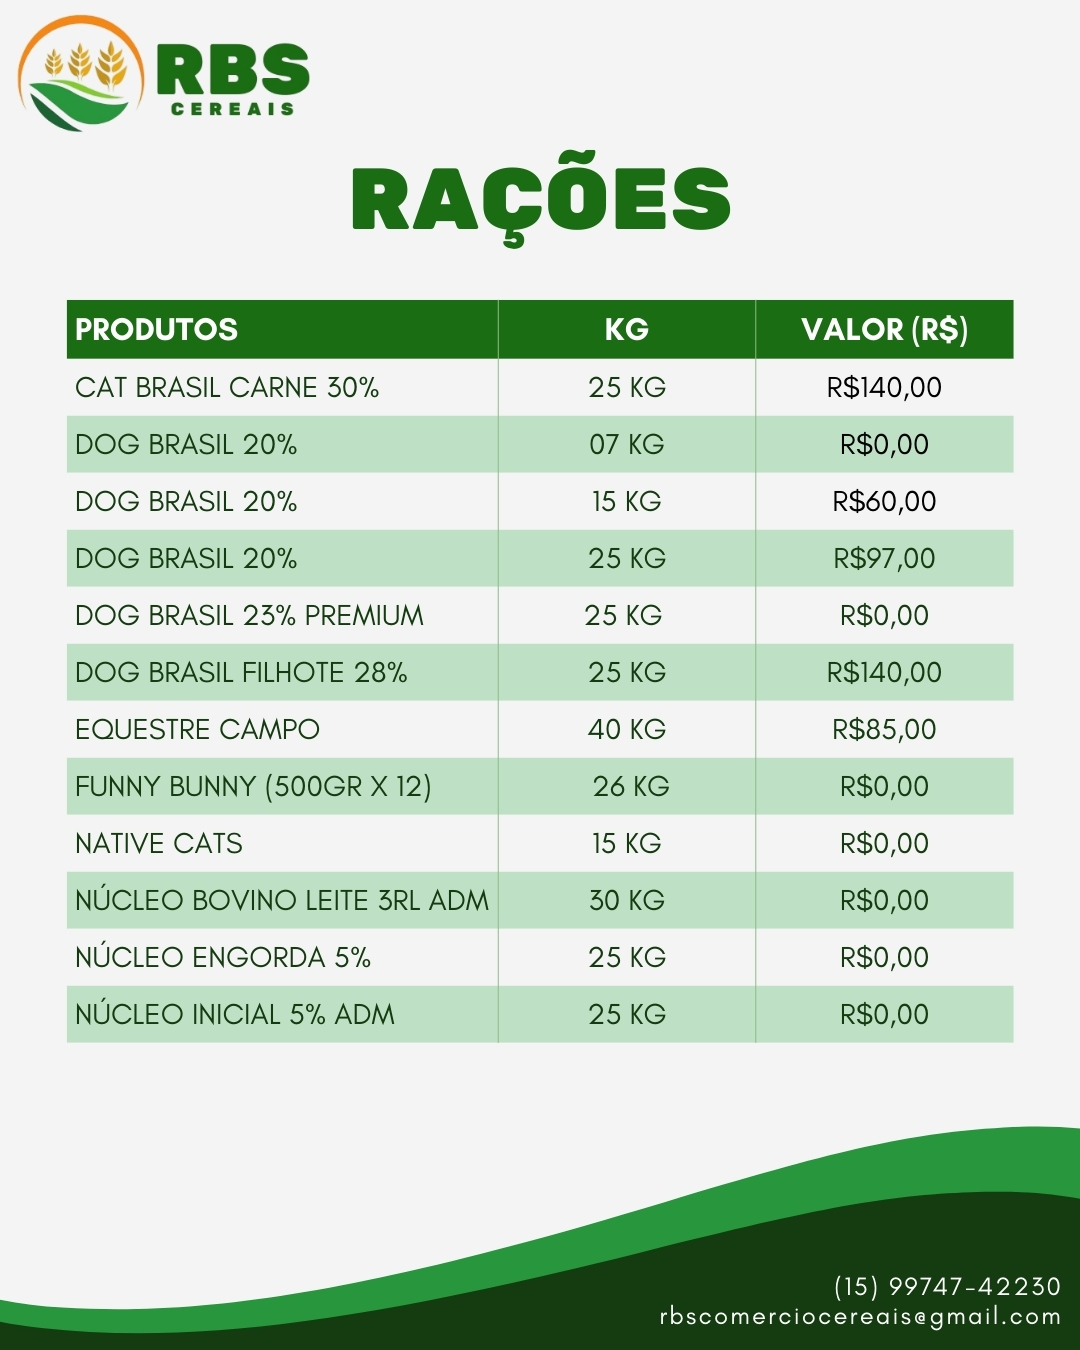 RBS
CEREAIS
RAÇÕES
PRODUTOS KG VALOR (R$)
CAT BRASIL CARNE 30% 25 KG R$140,00
DOG BRASIL 20% 07 KG R$0,00
DOG BRASIL 20% 15 KG R$60,00
DOG BRASIL 20% 25 KG R$97,00
DOG BRASIL 23% PREMIUM 25 KG R$0,00
DOG BRASIL FILHOTE 28% 25 KG R$140,00
EQUESTRE CAMPO 40 KG R$85,00
FUNNY BUNNY (500GR X 12) 26 KG R$0,00
NATIVE CATS 15 KG R$0,00
NÚCLEO BOVINO LEITE 3RL ADM 30 KG R$0,00
NÚCLEO ENGORDA 5% 25 KG R$0,00
NÚCLEO INICIAL 5% ADM 25 KG R$0,00
(15) 99747-42230
rbscomerciocereais@gmail.com